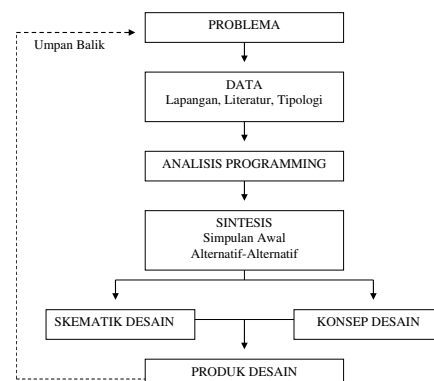 PROBLEMA
Umpan Balik
DATA
Lapangan, Literatur, Tipologi
ANALISIS PROGRAMMING
SINTESIS
Simpulan Awal
Alternatif-Alternatif
SKEMATIK DESAIN
KONSEP DESAIN
PRODUK DESAIN